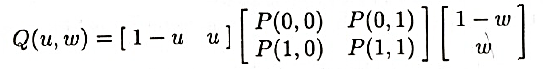 Q(u, w) = [ 1 − u   u ] [ P(0, 0)   P(0, 1) ; P(1, 0)   P(1, 1) ] [ 1 − w ; w ]